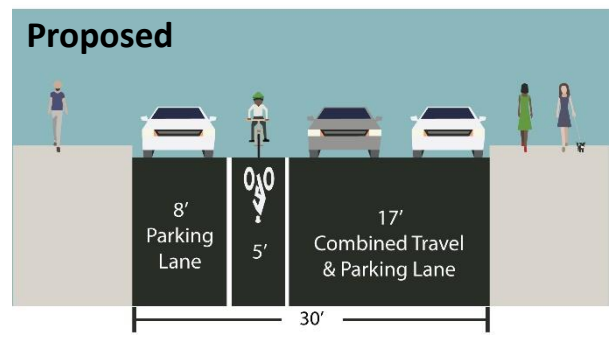 Proposed
8'
Parking
Lane
5'
17'
Combined Travel
& Parking Lane
30'